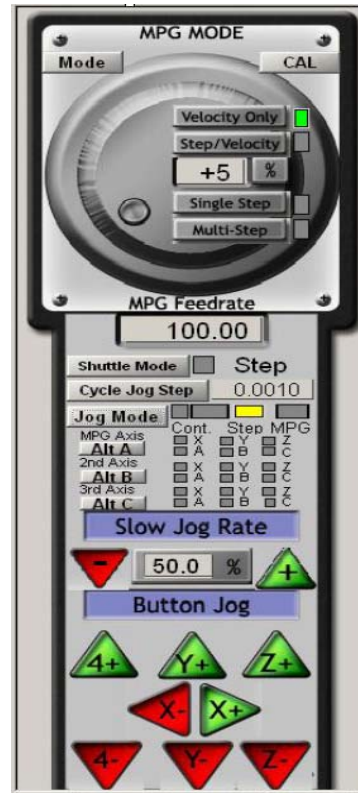 MPG MODE
Mode CAL
Velocity Only
Step/Velocity
+5 %
Single Step
Multi-Step
MPG Feedrate
100.00
Shuttle Mode Step
Cycle Jog Step 0.0010
Jog Mode Cont. Step MPG
MPG Axis X Y Z
Alt A A B C
2nd Axis X Y Z
Alt B A B C
3rd Axis X Y Z
Alt C A B C
Slow Jog Rate
- 50.0 % +
Button Jog
4+ Y+ Z+
X- X+
4- Y- Z-